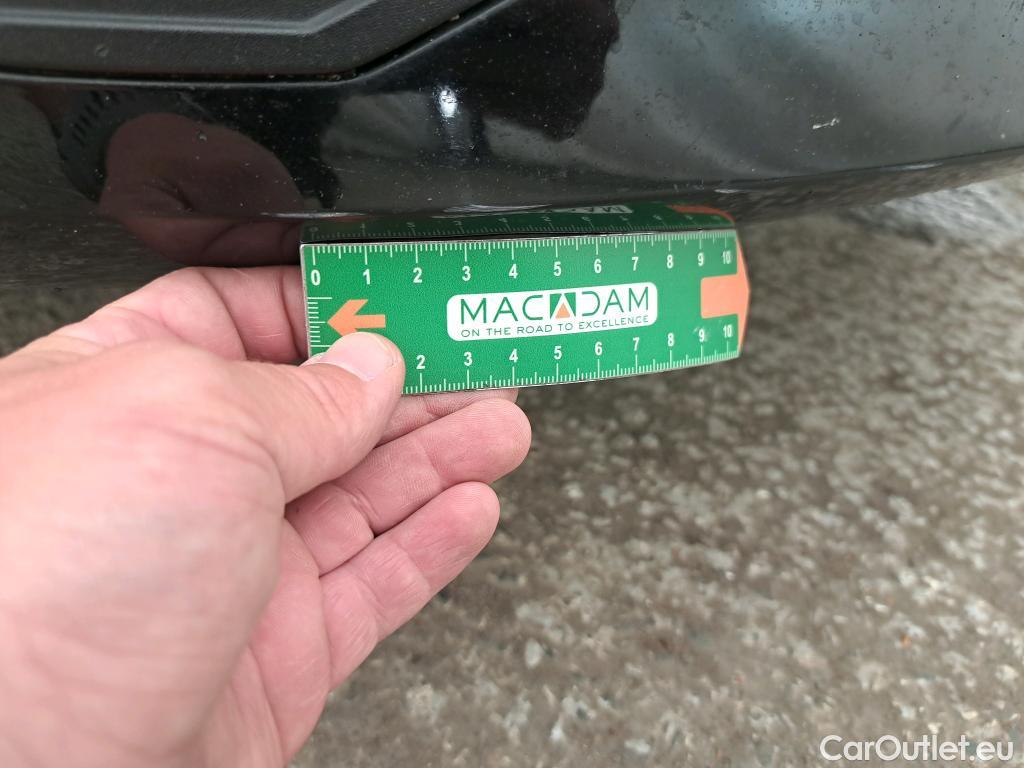 0 1 2 3 4 5 6 7 8 9 10
MACADAM
ON THE ROAD TO EXCELLENCE
2 3 4 5 6 7 8 9 10
CarOutlet.eu